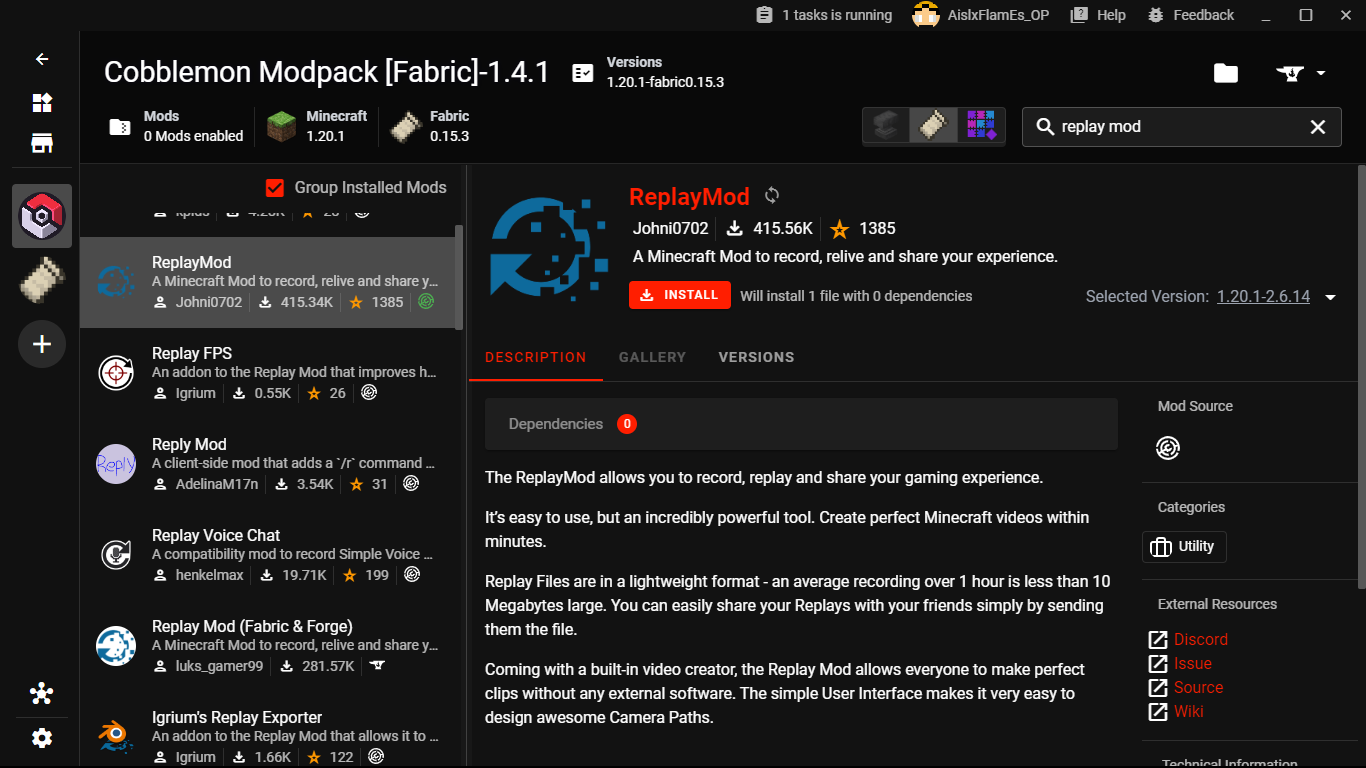 1 tasks is running
AislxFlamEs_OP
Help
Feedback
Cobblemon Modpack [Fabric]-1.4.1
Versions
1.20.1-fabric0.15.3
Mods
0 Mods enabled
Minecraft
1.20.1
Fabric
0.15.3
replay mod
Group Installed Mods
ReplayMod
A Minecraft Mod to record, relive and share y...
Johni0702 415.34K 1385
Replay FPS
An addon to the Replay Mod that improves h...
Igrium 0.55K 26
Reply
Reply Mod
A client-side mod that adds a `/r` command ...
AdelinaM17n 3.54K 31
Replay Voice Chat
A compatibility mod to record Simple Voice ...
henkelmax 19.71K 199
Replay Mod (Fabric & Forge)
A Minecraft Mod to record, relive and share y...
luks_gamer99 281.57K
Igrium's Replay Exporter
An addon to the Replay Mod that allows it to ...
Igrium 1.66K 122
ReplayMod
Johni0702 415.56K 1385
A Minecraft Mod to record, relive and share your experience.
INSTALL Will install 1 file with 0 dependencies
Selected Version: 1.20.1-2.6.14
DESCRIPTION GALLERY VERSIONS
Dependencies 0
The ReplayMod allows you to record, replay and share your gaming experience.
It's easy to use, but an incredibly powerful tool. Create perfect Minecraft videos within
minutes.
Replay Files are in a lightweight format - an average recording over 1 hour is less than 10
Megabytes large. You can easily share your Replays with your friends simply by sending
them the file.
Coming with a built-in video creator, the Replay Mod allows everyone to make perfect
clips without any external software. The simple User Interface makes it very easy to
design awesome Camera Paths.
Mod Source
Categories
Utility
External Resources
Discord
Issue
Source
Wiki
Technical Information